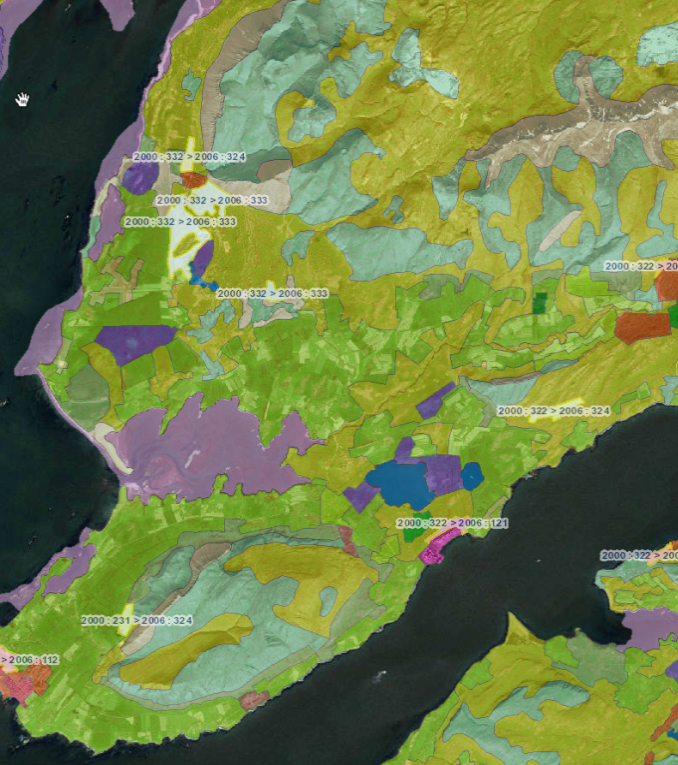 2000 : 332 > 2006 : 324
2000 : 332 > 2006 : 333
2000 : 332 > 2006 : 333
2000 : 322 > 20
2000 : 332 > 2006 : 333
2000 : 322 > 2006 : 324
2000 : 322 > 2006 : 121
2000 : 322 > 200
2000 : 231 > 2006 : 324
> 2006 : 112